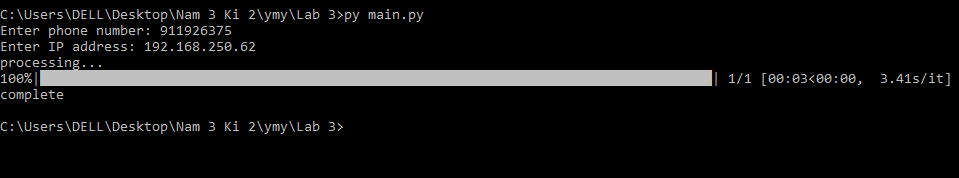 C:\Users\DELL\Desktop\Nam 3 Ki 2\ymy\Lab 3>py main.py
Enter phone number: 911926375
Enter IP address: 192.168.250.62
processing...
100%|██████████████████████████████████████████████████| 1/1 [00:03<00:00,  3.41s/it]
complete
C:\Users\DELL\Desktop\Nam 3 Ki 2\ymy\Lab 3>